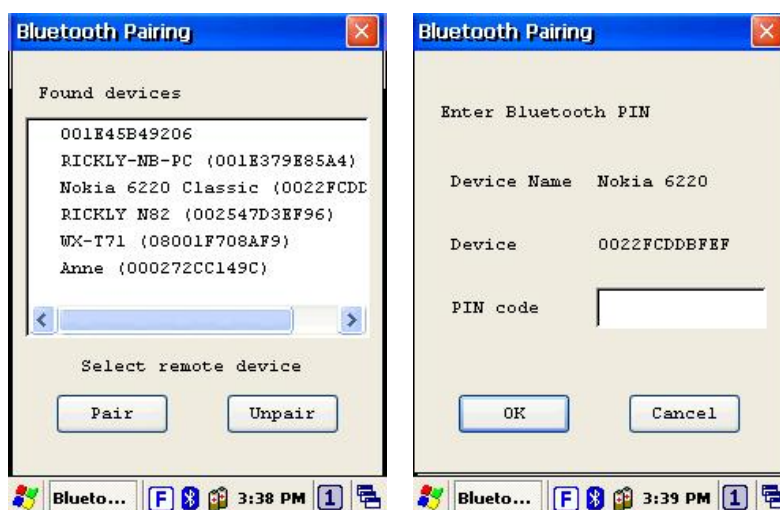 Bluetooth Pairing
Found devices
001E45B49206
RICKLY-NB-PC (001E379E85A4)
Nokia 6220 Classic (0022FCDD
RICKLY N82 (002547D3EF96)
WX-T71 (08001F708AF9)
Anne (000272CC149C)
Select remote device
Pair Unpair
Blueto... F 3:38 PM 1
Bluetooth Pairing
Enter Bluetooth PIN
Device Name Nokia 6220
Device 0022FCDDBFEF
PIN code
OK Cancel
Blueto... F 3:39 PM 1